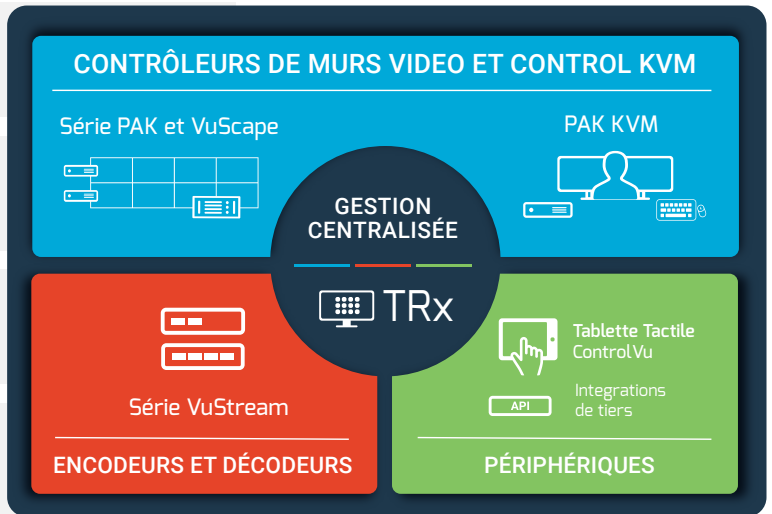 CONTRÔLEURS DE MURS VIDEO ET CONTROL KVM
Série PAK et VuScape
PAK KVM
GESTION
CENTRALISÉE
TRx
Série VuStream
ENCODEURS ET DÉCODEURS
Tablette Tactile
ControlVu
API
Integrations
de tiers
PÉRIPHÉRIQUES